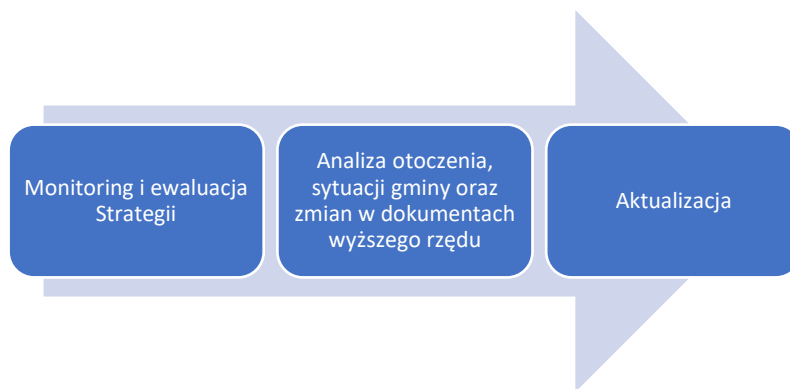 Monitoring i ewaluacja
Strategii
Analiza otoczenia,
sytuacji gminy oraz
zmian w dokumentach
wyższego rzędu
Aktualizacja